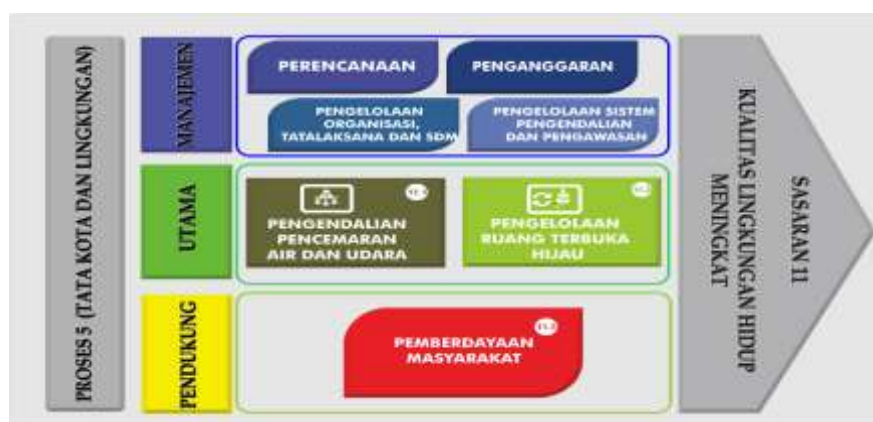 PROSES 5 (TATA KOTA DAN LINGKUNGAN)
MANAJEMEN
PERENCANAAN
PENGANGGARAN
PENGELOLAAN
ORGANISASI,
TATALAKSANA DAN SDM
PENGELOLAAN SISTEM
PENGENDALIAN
DAN PENGAWASAN
UTAMA
PENGENDALIAN
PENCEMARAN
AIR DAN UDARA
PENGELOLAAN
RUANG TERBUKA
HIJAU
PENDUKUNG
PEMBERDAYAAN
MASYARAKAT
SASARAN 11
KUALITAS LINGKUNGAN HIDUP
MENINGKAT